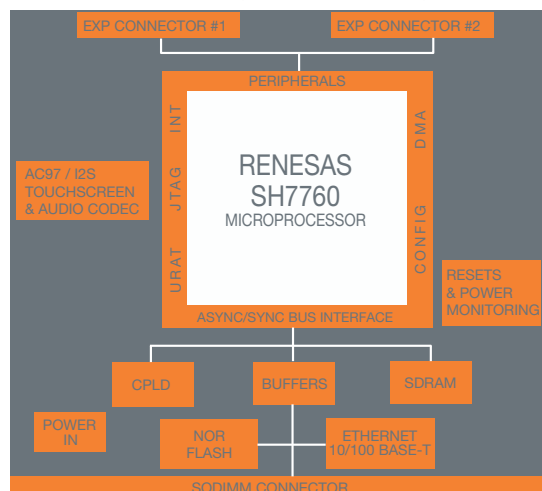 EXP CONNECTOR #1
EXP CONNECTOR #2
PERIPHERALS
INT
JTAG
URAT
DMA
CONFIG
RENESAS
SH7760
MICROPROCESSOR
AC97 / I2S
TOUCHSCREEN
& AUDIO CODEC
RESETS
& POWER
MONITORING
ASYNC/SYNC BUS INTERFACE
CPLD
BUFFERS
SDRAM
POWER
IN
NOR
FLASH
ETHERNET
10/100 BASE-T
SODIMM CONNECTOR